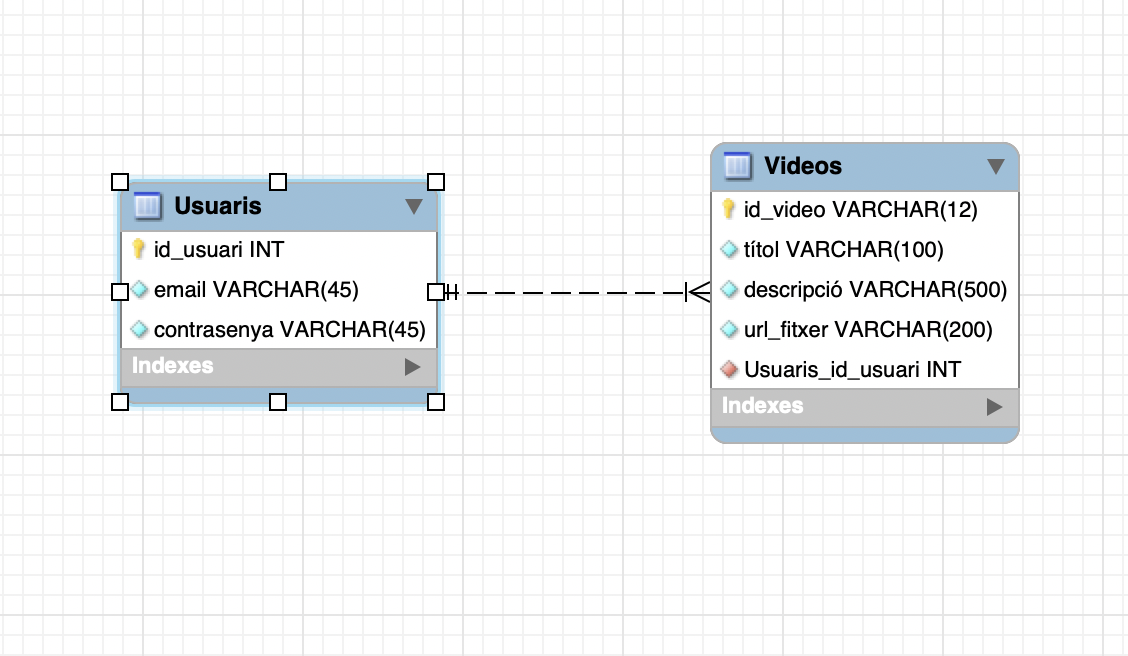 Usuaris
id_usuari INT
email VARCHAR(45)
contrasenya VARCHAR(45)
Indexes
Videos
id_video VARCHAR(12)
títol VARCHAR(100)
descripció VARCHAR(500)
url_fitxer VARCHAR(200)
Usuaris_id_usuari INT
Indexes